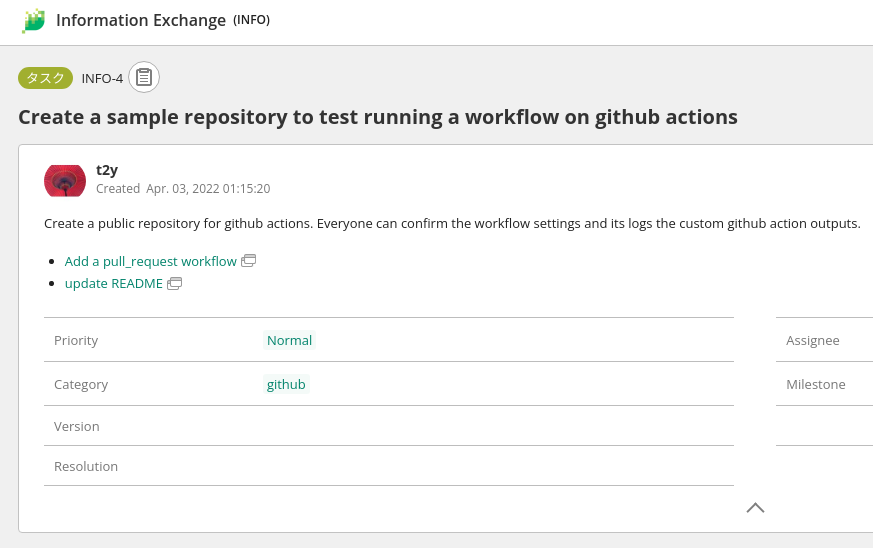 Information Exchange (INFO)
タスク INFO-4
Create a sample repository to test running a workflow on github actions
t2y
Created Apr. 03, 2022 01:15:20
Create a public repository for github actions. Everyone can confirm the workflow settings and its logs the custom github action outputs.
Add a pull_request workflow
update README
Priority Normal Assignee
Category github Milestone
Version
Resolution